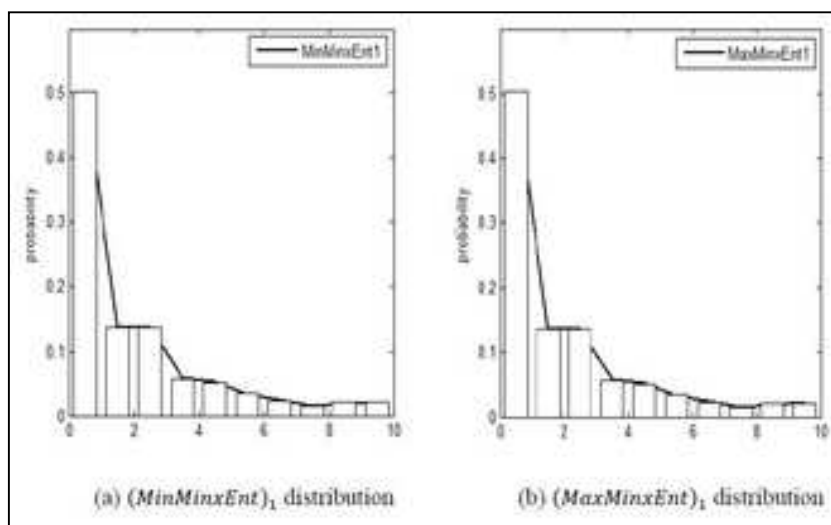 MinMinxEnt1
0.5
0.4
0.3
0.2
0.1
0
probability
0 2 4 6 8 10
(a) (MinMinxEnt)₁ distribution
MaxMinxEnt1
0.5
0.4
0.3
0.2
0.1
0
probability
0 2 4 6 8 10
(b) (MaxMinxEnt)₁ distribution